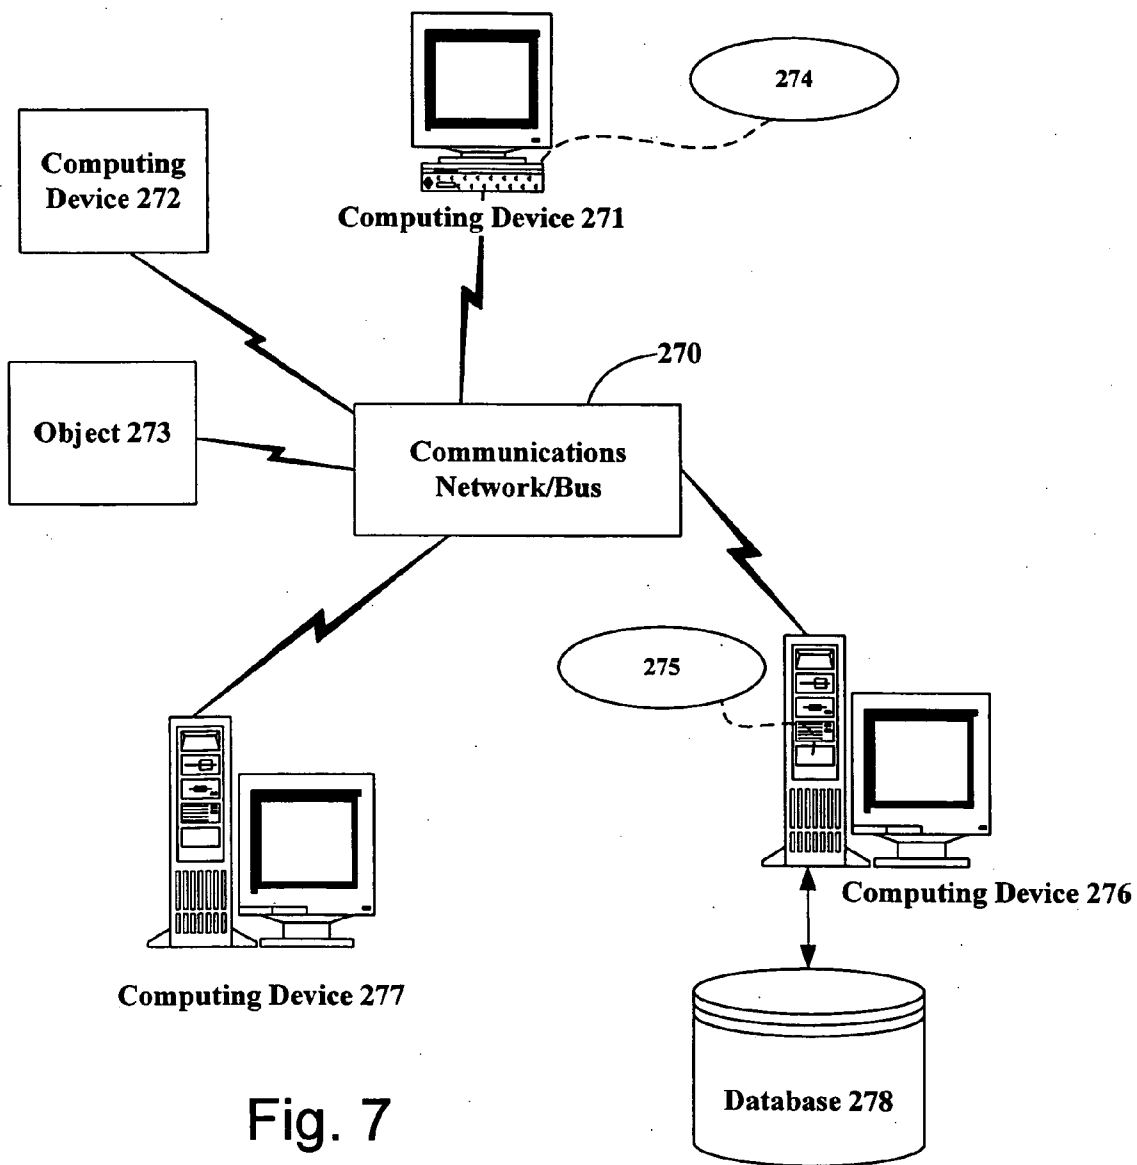 274
Computing
Device 272
Computing Device 271
270
Object 273
Communications
Network/Bus
275
Computing Device 276
Computing Device 277
Database 278
Fig. 7